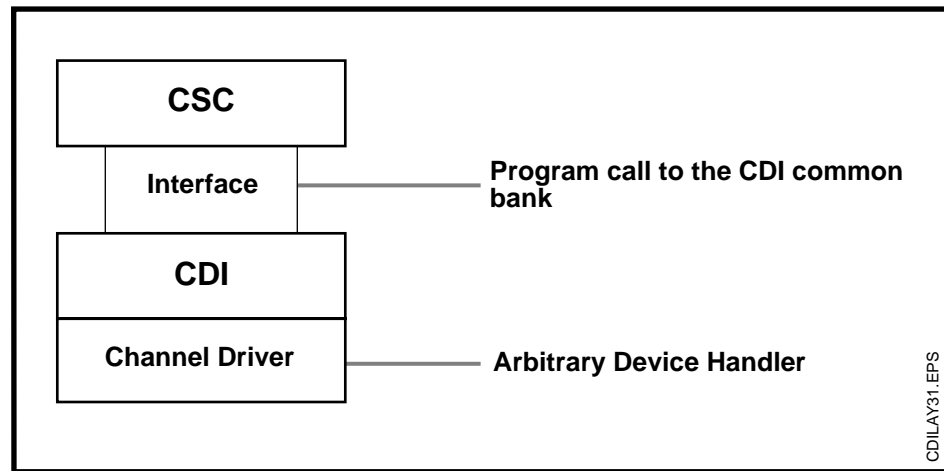 CSC
Interface
Program call to the CDI common
bank
CDI
Channel Driver
Arbitrary Device Handler
CDILAY31.EPS